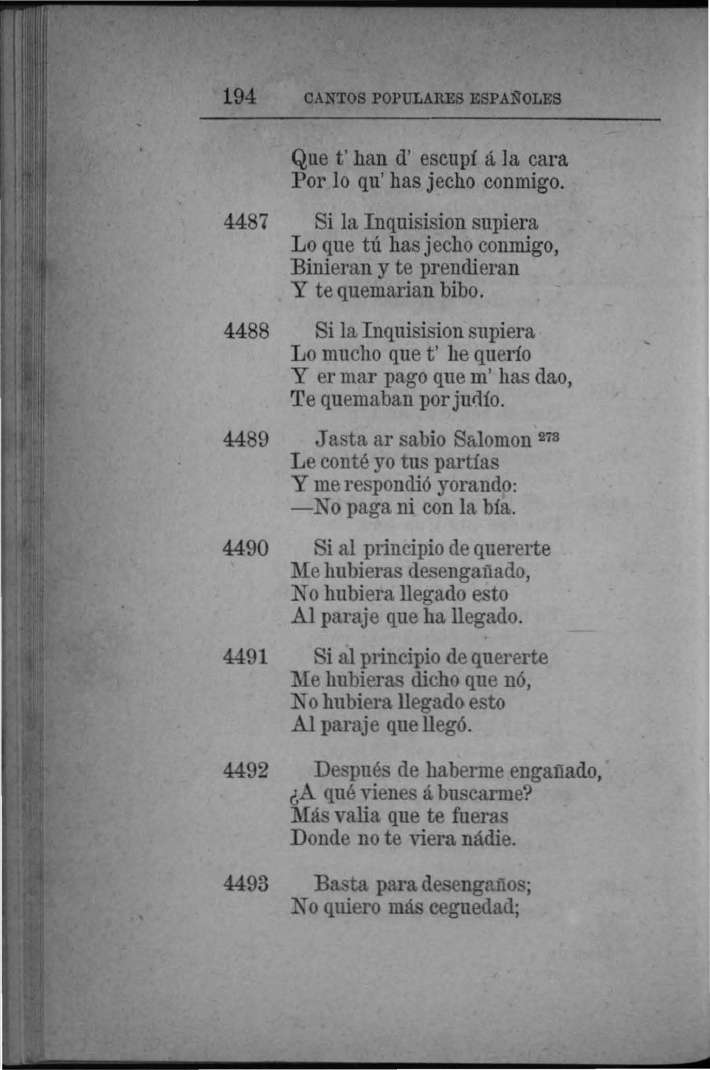 194 CANTOS POPULARES ESPAÑOLES
Que t' han d' escupí á la cara
Por lo qu' has jecho conmigo.
4487 Si la Inquisision supiera
Lo que tú has jecho conmigo,
Binieran y te prendieran
Y te quemarian bibo.
4488 Si la Inquisision supiera
Lo mucho que t' he querío
Y er mar pago que m' has dao,
Te quemaban por judío.
4489 Jasta ar sabio Salomon 273
Le conté yo tus partías
Y me respondió yorando:
—No paga ni con la bía.
4490 Si al principio de quererte
Me hubieras desengañado,
No hubiera llegado esto
Al paraje que ha llegado.
4491 Si al principio de quererte
Me hubieras dicho que nó,
No hubiera llegado esto
Al paraje que llegó.
4492 Después de haberme engañado,
¿A qué vienes á buscarme?
Más valia que te fueras
Donde no te viera nádie.
4493 Basta para desengaños;
No quiero más ceguedad;